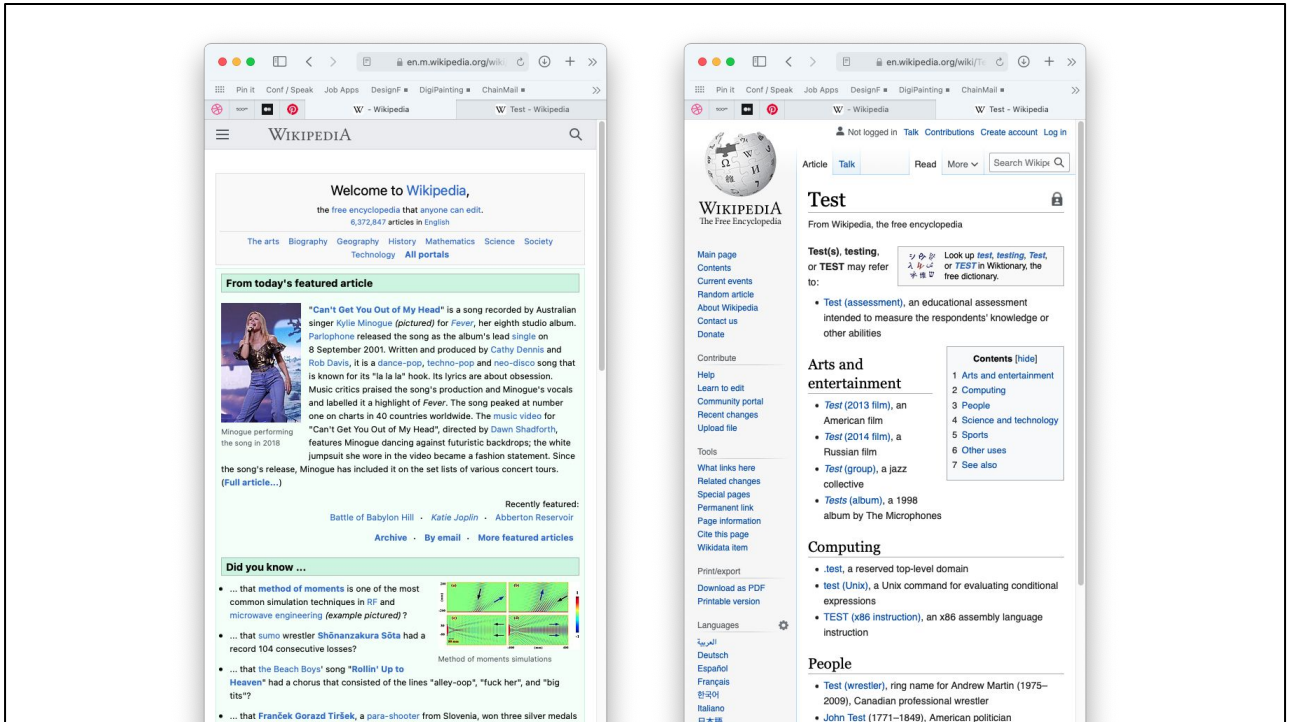 en.m.wikipedia.org/wiki
Pin it Conf / Speak Job Apps DesignF DigiPainting ChainMail
W - Wikipedia
W Test - Wikipedia
WIKIPEDIA
Welcome to Wikipedia,
the free encyclopedia that anyone can edit.
6,372,847 articles in English
The arts Biography Geography History Mathematics Science Society
Technology All portals
From today's featured article
"Can't Get You Out of My Head" is a song recorded by Australian
singer Kylie Minogue (pictured) for Fever, her eighth studio album.
Parlophone released the song as the album's lead single on
8 September 2001. Written and produced by Cathy Dennis and
Rob Davis, it is a dance-pop, techno-pop and neo-disco song that
is known for its "la la la" hook. Its lyrics are about obsession.
Music critics praised the song's production and Minogue's vocals
and labelled it a highlight of Fever. The song peaked at number
one on charts in 40 countries worldwide. The music video for
"Can't Get You Out of My Head", directed by Dawn Shadforth,
features Minogue dancing against futuristic backdrops; the white
jumpsuit she wore in the video became a fashion statement. Since
the song's release, Minogue has included it on the set lists of various concert tours.
(Full article...)
Minogue performing
the song in 2018
Recently featured:
Battle of Babylon Hill · Katie Joplin · Abberton Reservoir
Archive · By email · More featured articles
Did you know ...
... that method of moments is one of the most
common simulation techniques in RF and
microwave engineering (example pictured)?
... that sumo wrestler Shōnanzakura Sōta had a
record 104 consecutive losses?
Method of moments simulations
... that the Beach Boys' song "Rollin' Up to
Heaven" had a chorus that consisted of the lines "alley-oop", "fuck her", and "big
tits"?
... that Franček Gorazd Tiršek, a para-shooter from Slovenia, won three silver medals
en.wikipedia.org/wiki/T
Pin it Conf / Speak Job Apps DesignF DigiPainting ChainMail
W - Wikipedia
W Test - Wikipedia
Not logged in Talk Contributions Create account Log in
Article Talk Read More Search Wikipe
WIKIPEDIA
The Free Encyclopedia
Main page
Contents
Current events
Random article
About Wikipedia
Contact us
Donate
Contribute
Help
Learn to edit
Community portal
Recent changes
Upload file
Tools
What links here
Related changes
Special pages
Permanent link
Page information
Cite this page
Wikidata item
Print/export
Download as PDF
Printable version
Languages
العربية
Deutsch
Español
Français
한국어
Italiano
日本語
Test
From Wikipedia, the free encyclopedia
Test(s), testing,
or TEST may refer
to:
Look up test, testing, Test,
or TEST in Wiktionary, the
free dictionary.
Test (assessment), an educational assessment
intended to measure the respondents' knowledge or
other abilities
Contents [hide]
1 Arts and entertainment
2 Computing
3 People
4 Science and technology
5 Sports
6 Other uses
7 See also
Arts and
entertainment
Test (2013 film), an
American film
Test (2014 film), a
Russian film
Test (group), a jazz
collective
Tests (album), a 1998
album by The Microphones
Computing
.test, a reserved top-level domain
test (Unix), a Unix command for evaluating conditional
expressions
TEST (x86 instruction), an x86 assembly language
instruction
People
Test (wrestler), ring name for Andrew Martin (1975–
2009), Canadian professional wrestler
John Test (1771–1849), American politician